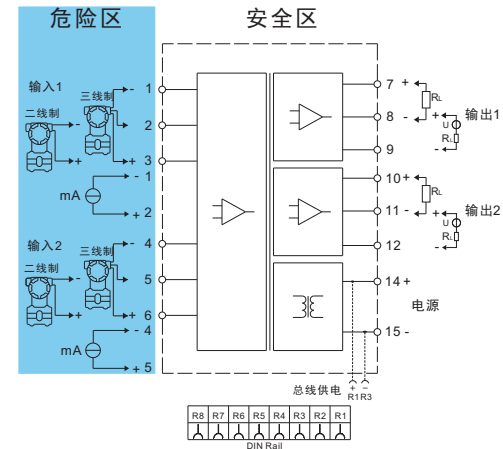 危险区 安全区
输入1
三线制
二线制
- 1
- 2
+ 3
- +
mA
- 1
+ 2
输入2
三线制
二线制
- 4
5
+ 6
- +
mA
- 4
+ 5
7 +
8 -
9
RL
+
U
RL
-
输出1
10 +
11 -
12
RL
+
U
RL
-
输出2
14 +
电源
15 -
总线供电
+ −
R1 R3
R8 R7 R6 R5 R4 R3 R2 R1
DIN Rail